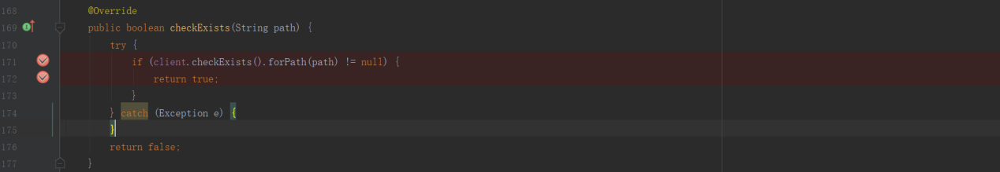 168 @Override
169 public boolean checkExists(String path) {
170 try {
171 if (client.checkExists().forPath(path) != null) {
172 return true;
173 }
174 } catch (Exception e) {
175 }
176 return false;
177 }